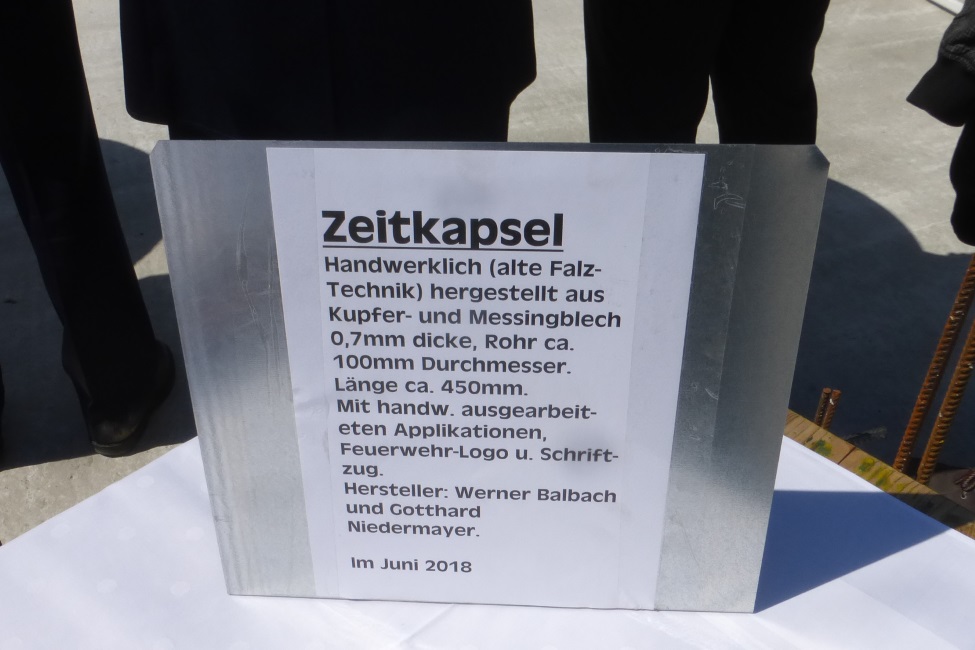 Zeitkapsel
Handwerklich (alte Falz-
Technik) hergestellt aus
Kupfer- und Messingblech
0,7mm dicke, Rohr ca.
100mm Durchmesser.
Länge ca. 450mm.
Mit handw. ausgearbeit-
eten Applikationen,
Feuerwehr-Logo u. Schrift-
zug.
Hersteller: Werner Balbach
und Gotthard
Niedermayer.
Im Juni 2018